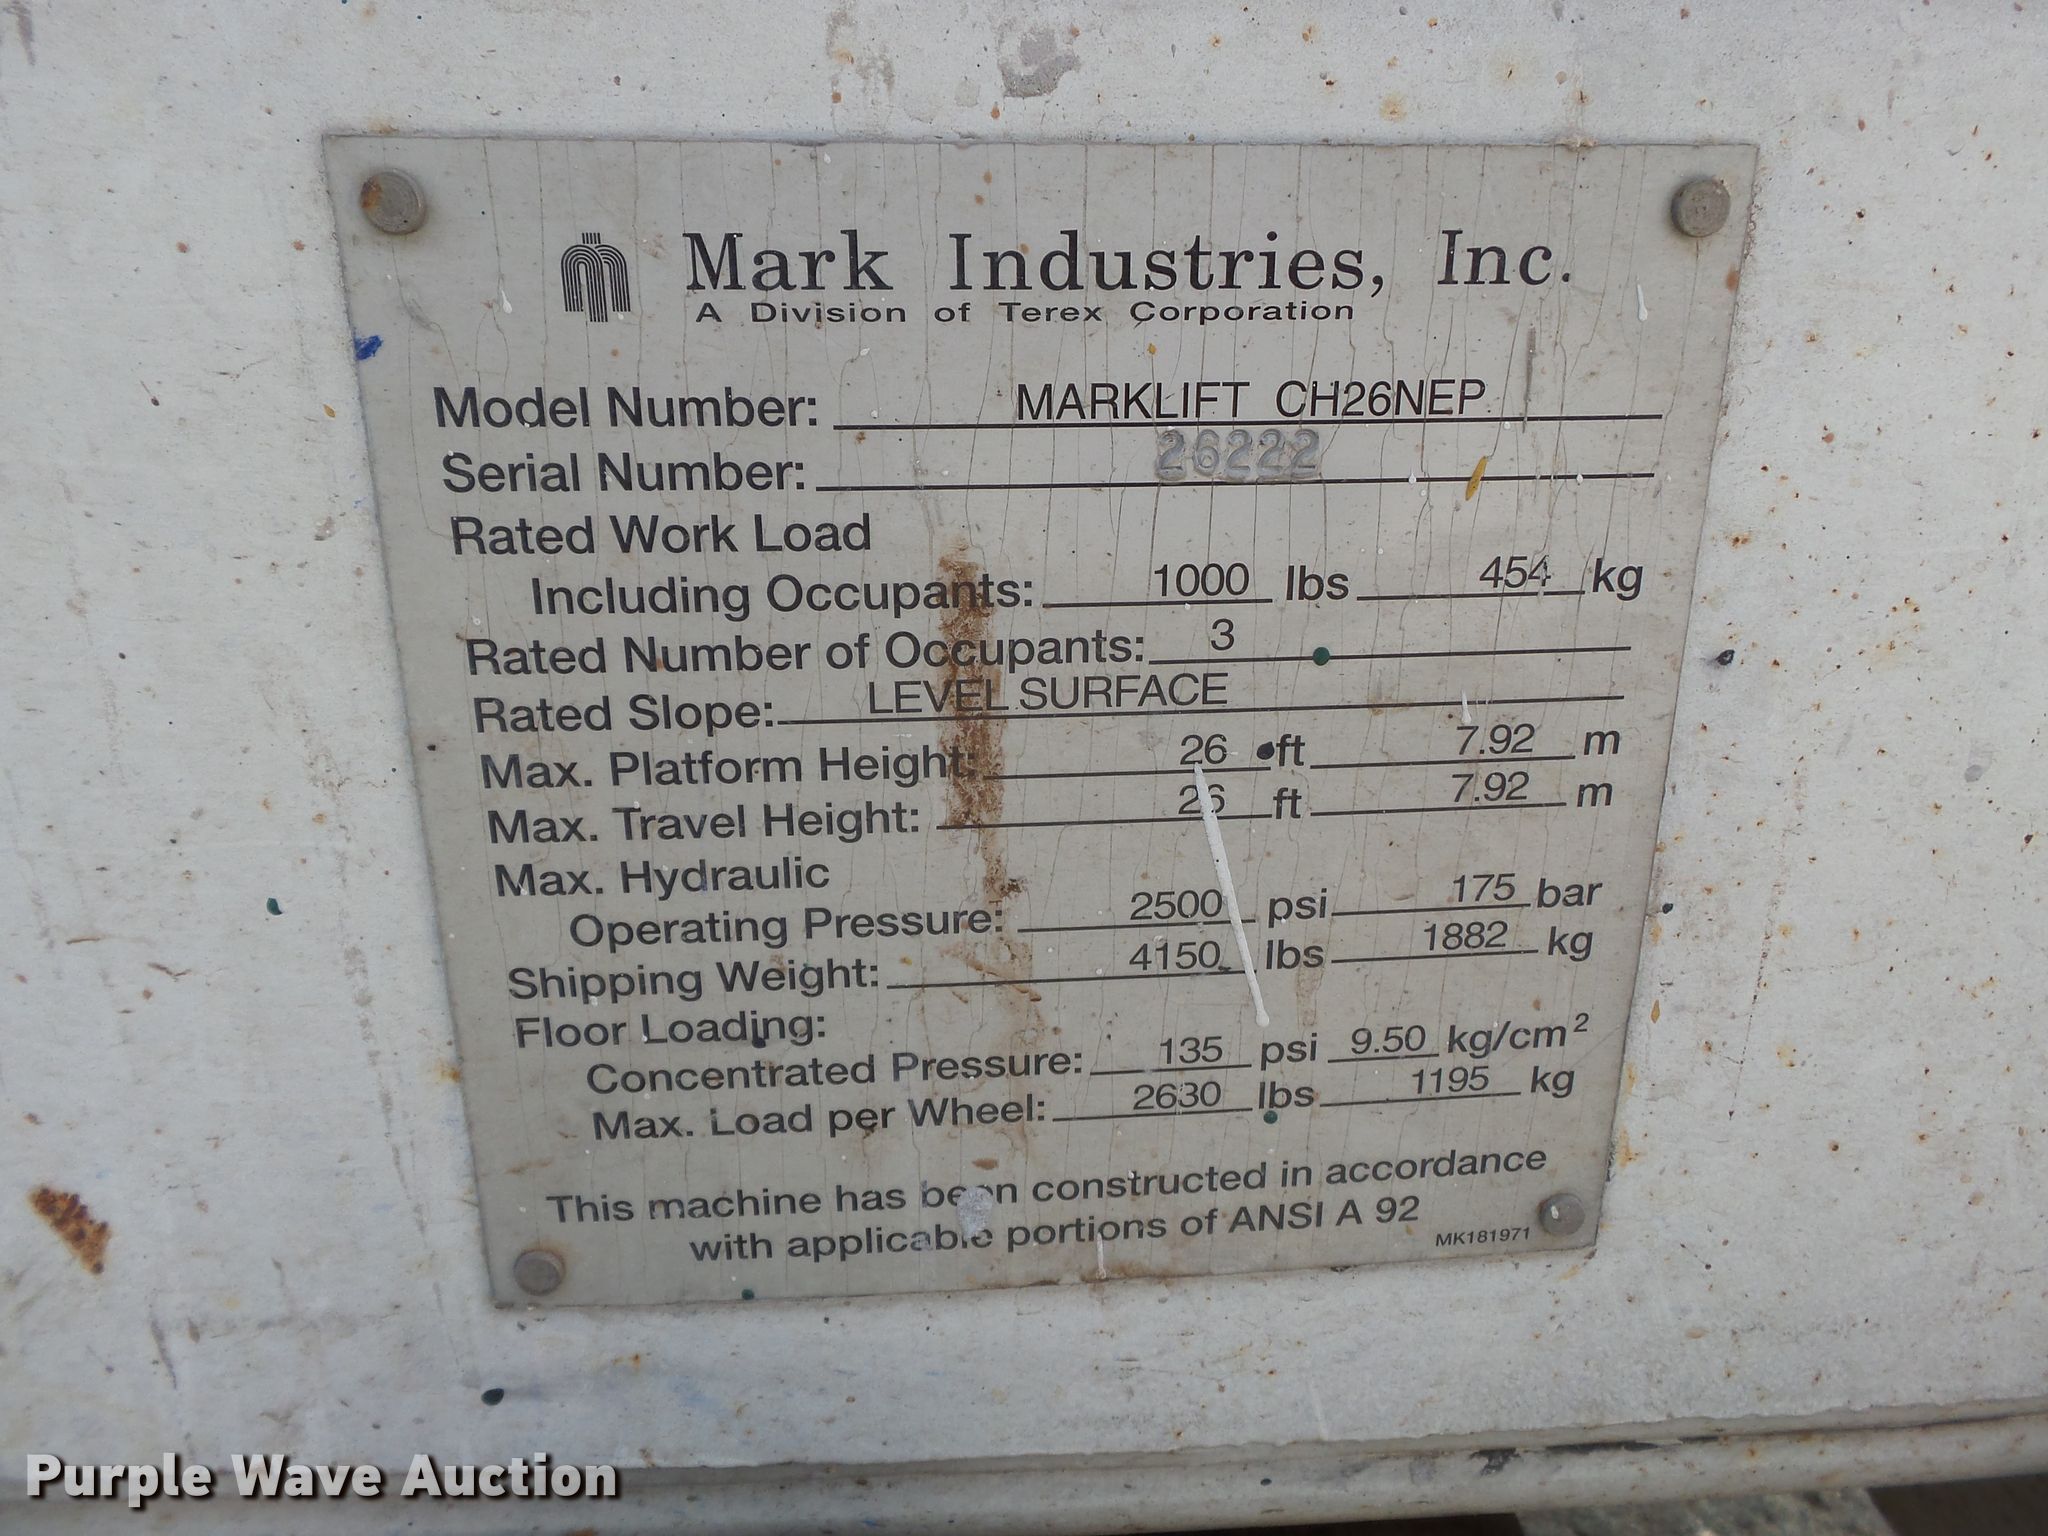 Mark Industries, Inc.
A Division of Terex Corporation
Model Number: MARKLIFT CH26NEP
Serial Number: 26222
Rated Work Load
Including Occupants: 1000 lbs 454 kg
Rated Number of Occupants: 3
Rated Slope: LEVEL SURFACE
Max. Platform Height: 26 ft 7.92 m
Max. Travel Height: 26 ft 7.92 m
Max. Hydraulic
Operating Pressure: 2500 psi 175 bar
Shipping Weight: 4150 lbs 1882 kg
Floor Loading:
Concentrated Pressure: 135 psi 9.50 kg/cm²
Max. Load per Wheel: 2630 lbs 1195 kg
This machine has been constructed in accordance
with applicable portions of ANSI A 92
MK181971
Purple Wave Auction